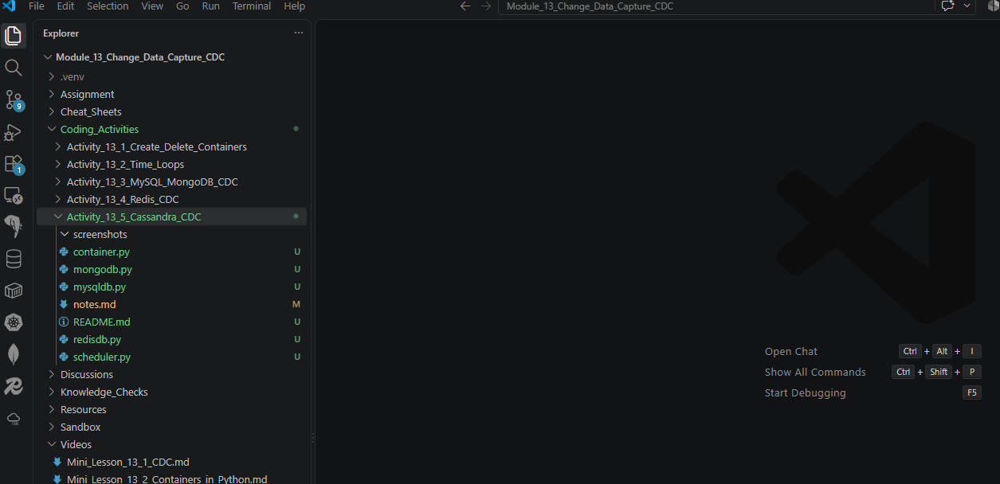 File Edit Selection View Go Run Terminal Help Module_13_Change_Data_Capture_CDC
Explorer
Module_13_Change_Data_Capture_CDC
.venv
Assignment
9
Cheat_Sheets
Coding_Activities
Activity_13_1_Create_Delete_Containers
Activity_13_2_Time_Loops
1
Activity_13_3_MySQL_MongoDB_CDC
Activity_13_4_Redis_CDC
Activity_13_5_Cassandra_CDC
screenshots
container.py U
mongodb.py U
mysqldb.py U
notes.md M
README.md U
redisdb.py U
scheduler.py U
Discussions
Knowledge_Checks
Resources
Sandbox
Videos
Mini_Lesson_13_1_CDC.md
Mini_Lesson_13_2_Containers_in_Python.md
Open Chat Ctrl + Alt + I
Show All Commands Ctrl + Shift + P
Start Debugging F5